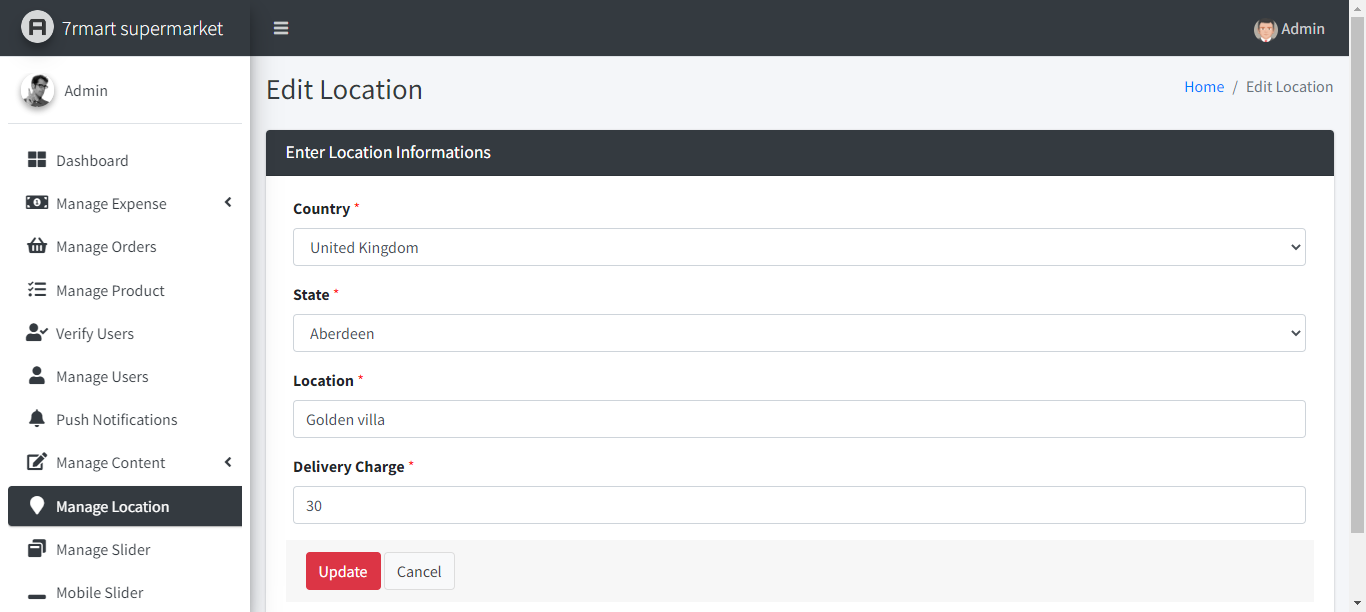 7rmart supermarket
Admin
Admin
Edit Location
Home / Edit Location
Dashboard
Manage Expense
Manage Orders
Manage Product
Verify Users
Manage Users
Push Notifications
Manage Content
Manage Location
Manage Slider
Mobile Slider
Enter Location Informations
Country *
United Kingdom
State *
Aberdeen
Location *
Golden villa
Delivery Charge *
30
Update Cancel